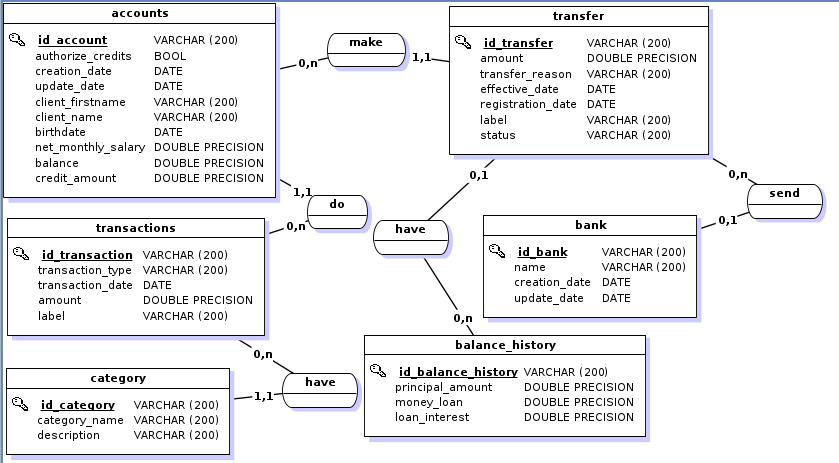 accounts
id_account VARCHAR (200)
authorize_credits BOOL
creation_date DATE
update_date DATE
client_firstname VARCHAR (200)
client_name VARCHAR (200)
birthdate DATE
net_monthly_salary DOUBLE PRECISION
balance DOUBLE PRECISION
credit_amount DOUBLE PRECISION
0,n
make
1,1
transfer
id_transfer VARCHAR (200)
amount DOUBLE PRECISION
transfer_reason VARCHAR (200)
effective_date DATE
registration_date DATE
label VARCHAR (200)
status VARCHAR (200)
1,1
do
0,n
0,1
have
0,n
0,n
send
0,1
transactions
id_transaction VARCHAR (200)
transaction_type VARCHAR (200)
transaction_date DATE
amount DOUBLE PRECISION
label VARCHAR (200)
bank
id_bank VARCHAR (200)
name VARCHAR (200)
creation_date DATE
update_date DATE
0,n
have
1,1
category
id_category VARCHAR (200)
category_name VARCHAR (200)
description VARCHAR (200)
balance_history
id_balance_history VARCHAR (200)
principal_amount DOUBLE PRECISION
money_loan DOUBLE PRECISION
loan_interest DOUBLE PRECISION